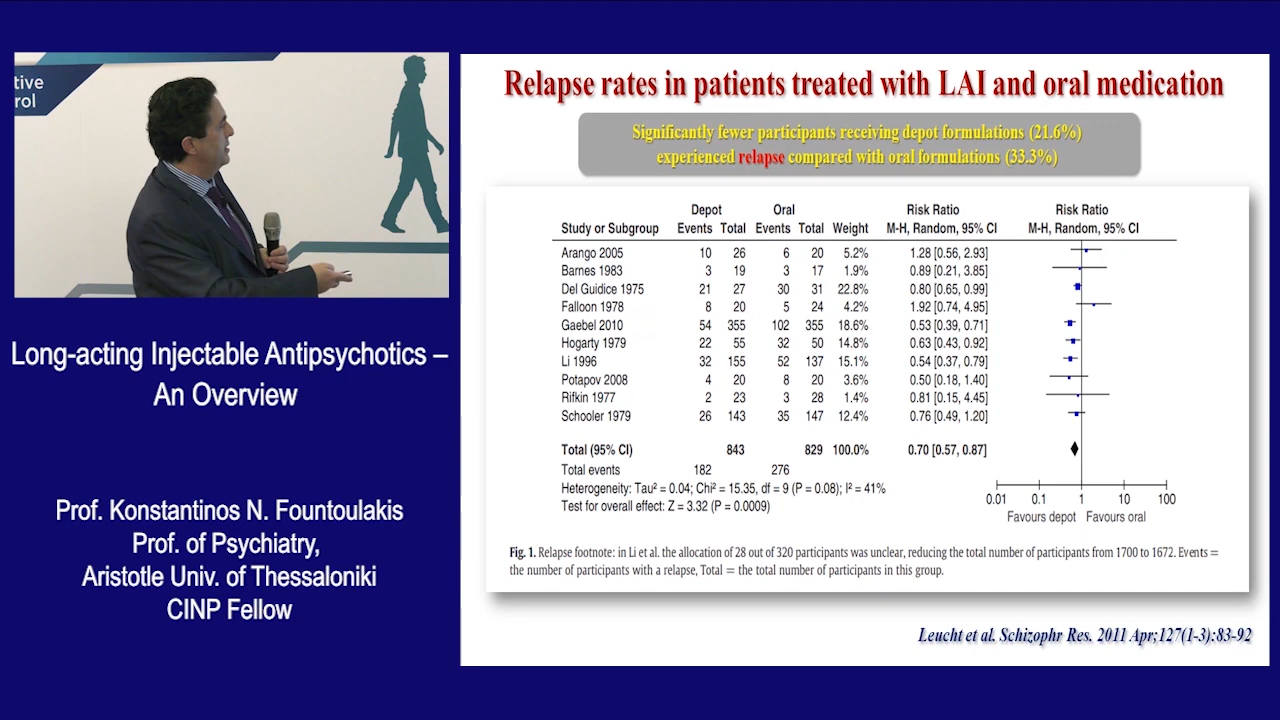 tive
rol
Long-acting Injectable Antipsychotics –
An Overview
Prof. Konstantinos N. Fountoulakis
Prof. of Psychiatry,
Aristotle Univ. of Thessaloniki
CINP Fellow
Relapse rates in patients treated with LAI and oral medication
Significantly fewer participants receiving depot formulations (21.6%)
experienced relapse compared with oral formulations (33.3%)
Depot Oral Risk Ratio Risk Ratio
Study or Subgroup Events Total Events Total Weight M-H, Random, 95% CI M-H, Random, 95% CI
Arango 2005 10 26 6 20 5.2% 1.28 [0.56, 2.93]
Barnes 1983 3 19 3 17 1.9% 0.89 [0.21, 3.85]
Del Guidice 1975 21 27 30 31 22.8% 0.80 [0.65, 0.99]
Falloon 1978 8 20 5 24 4.2% 1.92 [0.74, 4.95]
Gaebel 2010 54 355 102 355 18.6% 0.53 [0.39, 0.71]
Hogarty 1979 22 55 32 50 14.8% 0.63 [0.43, 0.92]
Li 1996 32 155 52 137 15.1% 0.54 [0.37, 0.79]
Potapov 2008 4 20 8 20 3.6% 0.50 [0.18, 1.40]
Rifkin 1977 2 23 3 28 1.4% 0.81 [0.15, 4.45]
Schooler 1979 26 143 35 147 12.4% 0.76 [0.49, 1.20]
Total (95% CI) 843 829 100.0% 0.70 [0.57, 0.87]
Total events 182 276
Heterogeneity: Tau² = 0.04; Chi² = 15.35, df = 9 (P = 0.08); I² = 41%
Test for overall effect: Z = 3.32 (P = 0.0009)
0.01 0.1 1 10 100
Favours depot Favours oral
Fig. 1. Relapse footnote: in Li et al. the allocation of 28 out of 320 participants was unclear, reducing the total number of participants from 1700 to 1672. Events =
the number of participants with a relapse, Total = the total number of participants in this group.
Leucht et al. Schizophr Res. 2011 Apr;127(1-3):83-92